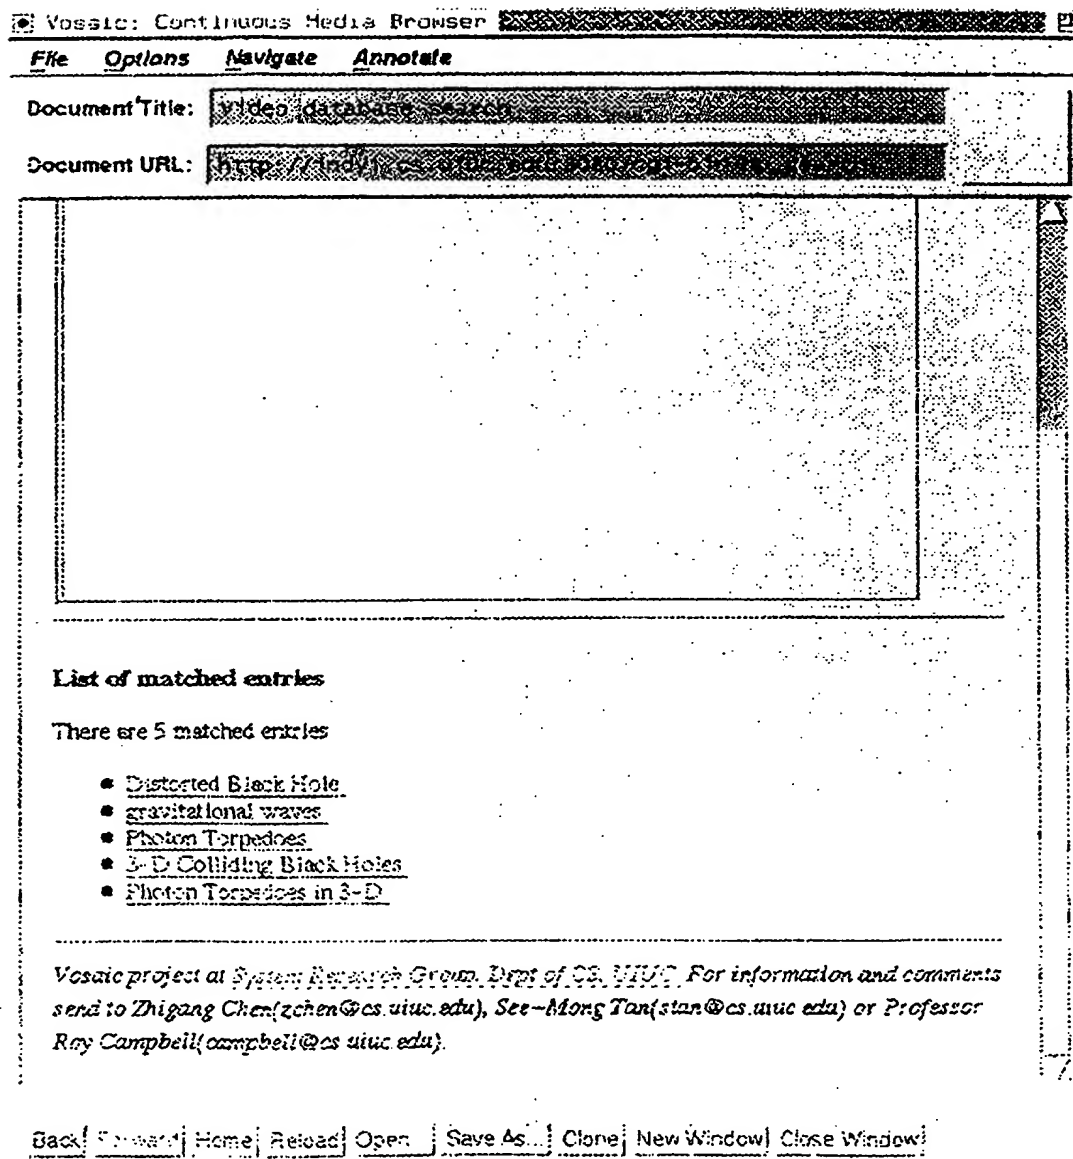 Vosaic: Continuous Media Browser
File Options Navigate Annotate
Document Title: video database search
Document URL:
List of matched entries
There are 5 matched entries
Distorted Black Hole
gravitational waves
Photon Torpedoes
3-D Colliding Black Holes
Photon Torpedoes in 3-D
Vosaic project at System Research Group, Dept of CS, UIUC. For information and comments
send to Zhigang Chen(zchen@cs.uiuc.edu), See-Mong Tan(stan@cs.uiuc.edu) or Professor
Roy Campbell(campbell@cs.uiuc.edu).
Back Forward Home Reload Open... Save As... Clone New Window Close Window